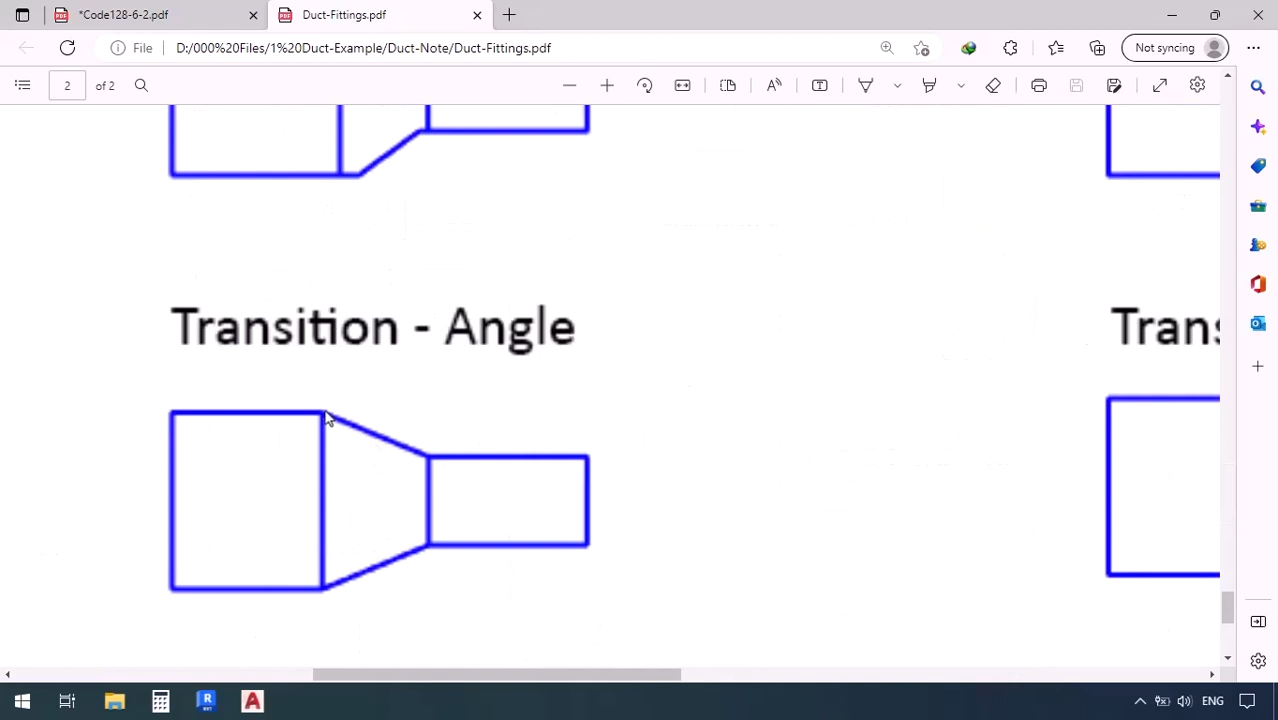 *Code128-6-2.pdf
Duct-Fittings.pdf
File
D:/000%20Files/1%20Duct-Example/Duct-Note/Duct-Fittings.pdf
Not syncing
2
of 2
Transition - Angle
Trans
ENG